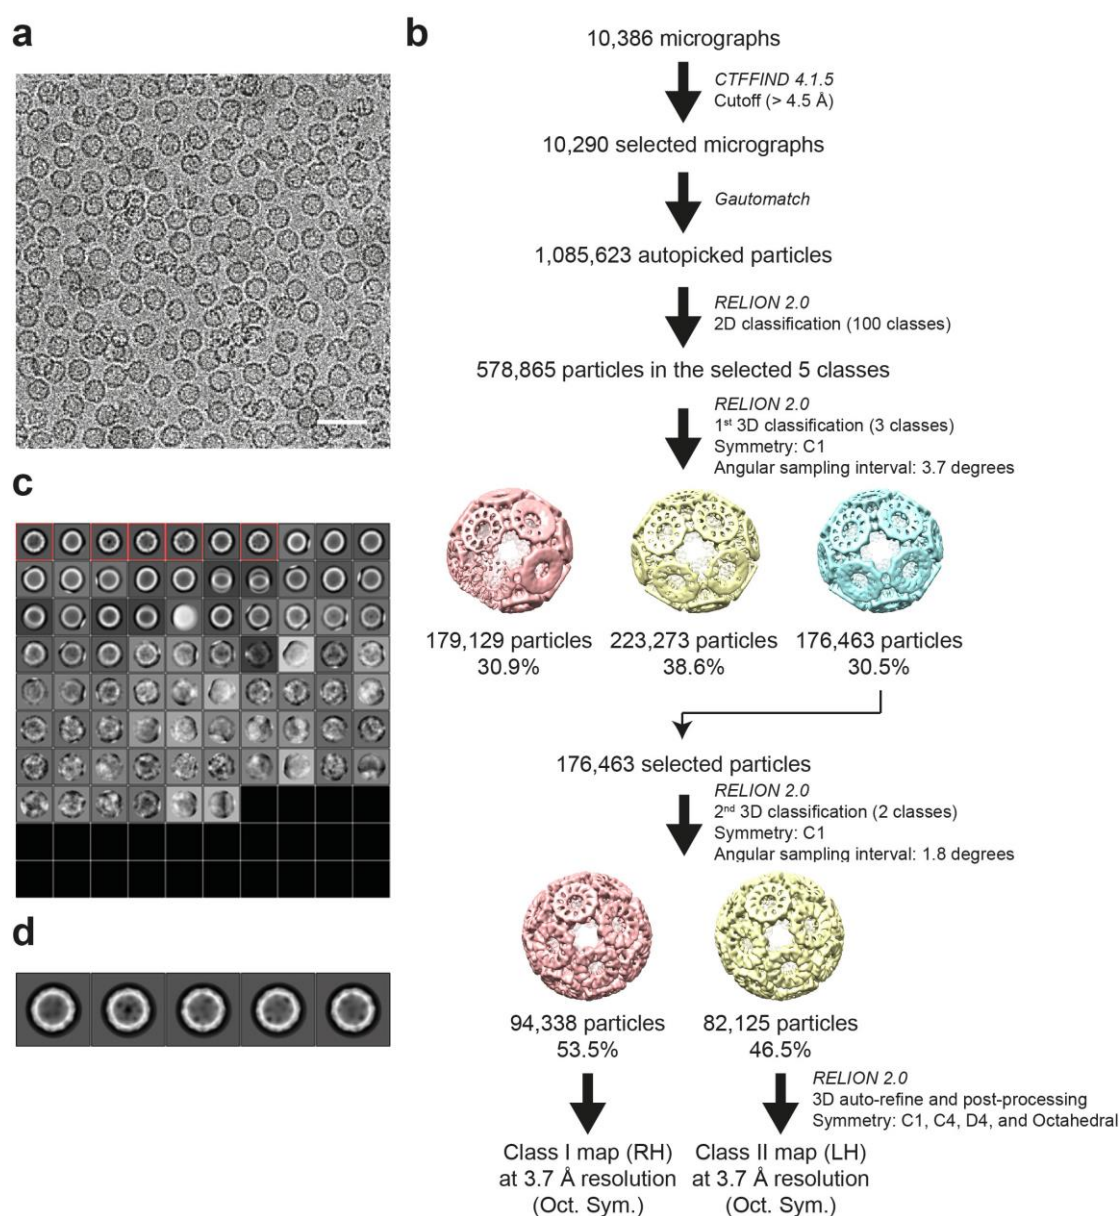 a
b
10,386 micrographs
CTFFIND 4.1.5
Cutoff (> 4.5 Å)
10,290 selected micrographs
Gautomatch
1,085,623 autopicked particles
RELION 2.0
2D classification (100 classes)
578,865 particles in the selected 5 classes
RELION 2.0
1st 3D classification (3 classes)
Symmetry: C1
Angular sampling interval: 3.7 degrees
c
179,129 particles
30.9%
223,273 particles
38.6%
176,463 particles
30.5%
176,463 selected particles
RELION 2.0
2nd 3D classification (2 classes)
Symmetry: C1
Angular sampling interval: 1.8 degrees
d
94,338 particles
53.5%
82,125 particles
46.5%
RELION 2.0
3D auto-refine and post-processing
Symmetry: C1, C4, D4, and Octahedral
Class I map (RH)
at 3.7 Å resolution
(Oct. Sym.)
Class II map (LH)
at 3.7 Å resolution
(Oct. Sym.)